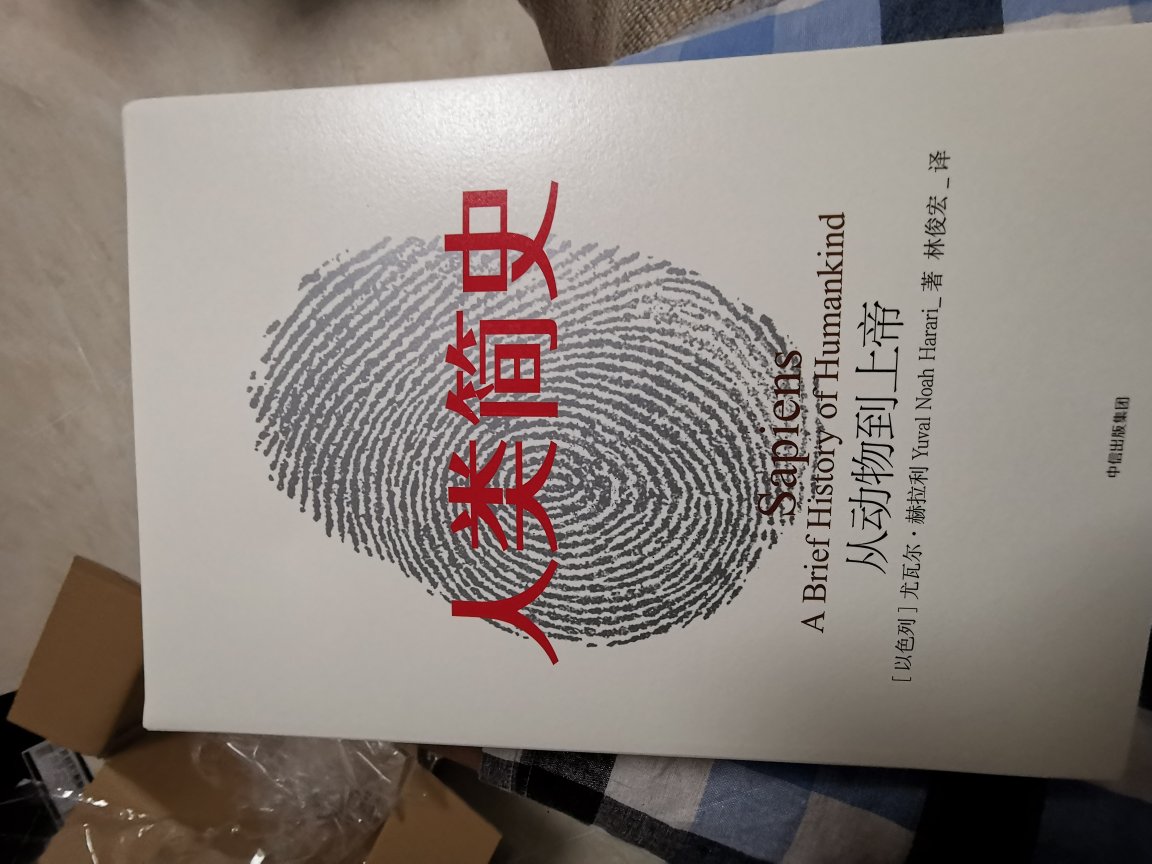 人类简史
Sapiens
A Brief History of Humankind
从动物到上帝
[以色列] 尤瓦尔·赫拉利 Yuval Noah Harari_著 林俊宏_译
中信出版集团